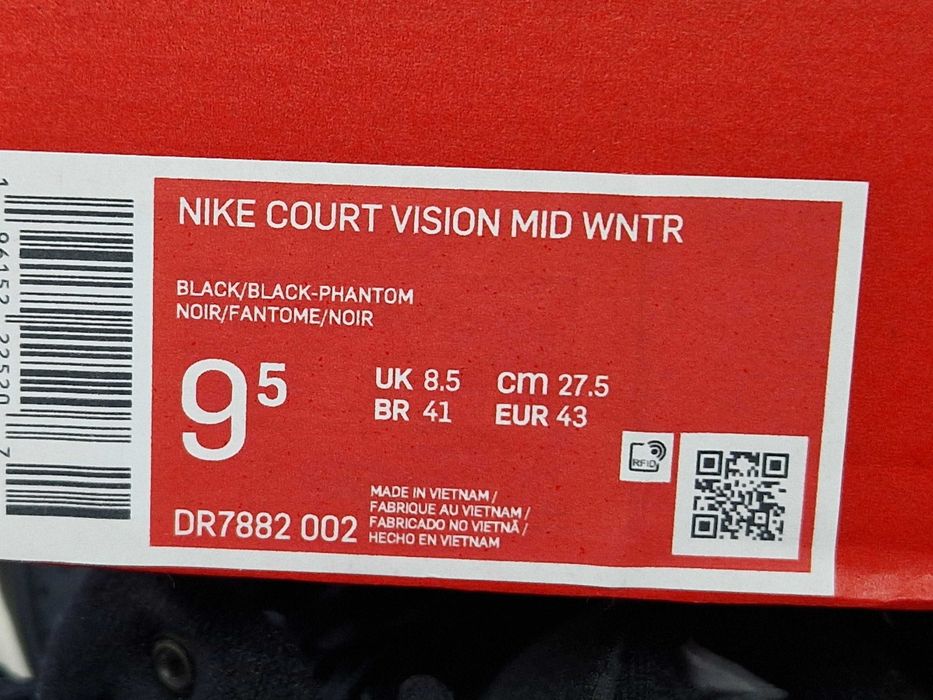 NIKE COURT VISION MID WNTR
BLACK/BLACK-PHANTOM
NOIR/FANTOME/NOIR
9 5
UK 8.5 cm 27.5
BR 41 EUR 43
RFID
DR7882 002
MADE IN VIETNAM /
FABRIQUE AU VIETNAM /
FABRICADO NO VIETNÃ /
HECHO EN VIETNAM